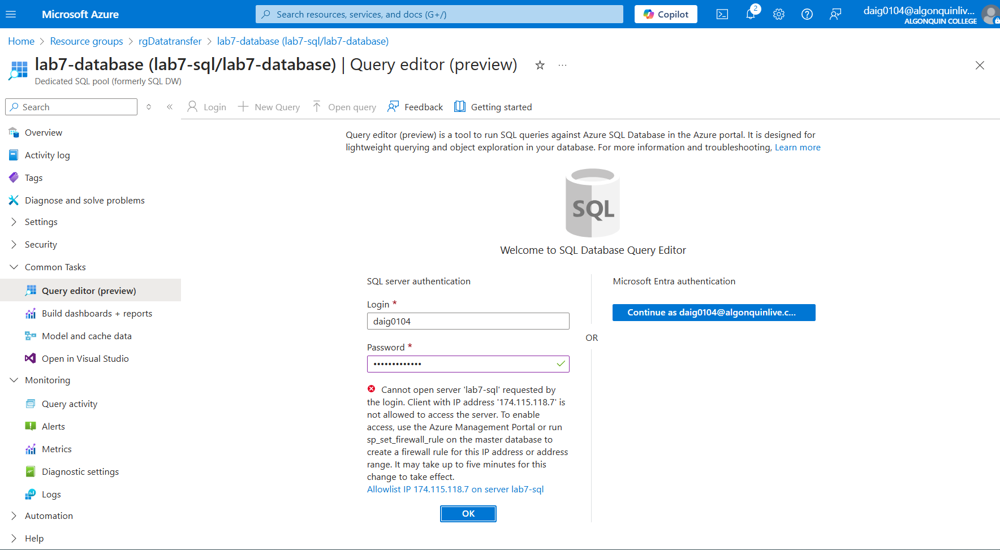 Microsoft Azure
Search resources, services, and docs (G+/)
Copilot
2
daig0104@algonquinliv...
ALGONQUIN COLLEGE
Home > Resource groups > rgDatatransfer > lab7-database (lab7-sql/lab7-database)
lab7-database (lab7-sql/lab7-database) | Query editor (preview)
Dedicated SQL pool (formerly SQL DW)
Search
Login
New Query
Open query
Feedback
Getting started
Overview
Activity log
Tags
Diagnose and solve problems
Settings
Security
Common Tasks
Query editor (preview)
Build dashboards + reports
Model and cache data
Open in Visual Studio
Monitoring
Query activity
Alerts
Metrics
Diagnostic settings
Logs
Automation
Help
Query editor (preview) is a tool to run SQL queries against Azure SQL Database in the Azure portal. It is designed for
lightweight querying and object exploration in your database. For more information and troubleshooting, Learn more
SQL
Welcome to SQL Database Query Editor
SQL server authentication
Login *
daig0104
Password *
•••••••••••••
Cannot open server 'lab7-sql' requested by
the login. Client with IP address '174.115.118.7' is
not allowed to access the server. To enable
access, use the Azure Management Portal or run
sp_set_firewall_rule on the master database to
create a firewall rule for this IP address or address
range. It may take up to five minutes for this
change to take effect.
Allowlist IP 174.115.118.7 on server lab7-sql
OK
OR
Microsoft Entra authentication
Continue as daig0104@algonquinlive.c...